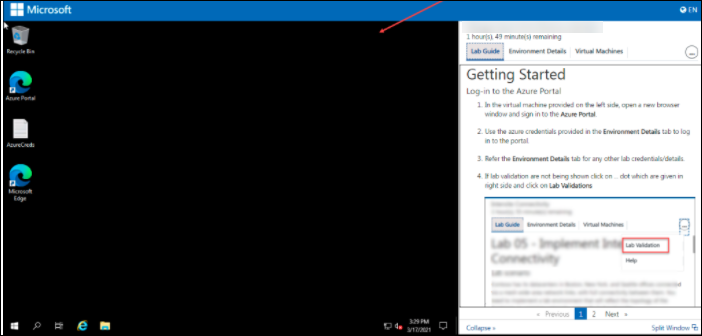 Microsoft
EN
Recycle Bin
Azure Portal
AzureCreds
Microsoft
Edge
3:29 PM
3/17/2021
1 hour(s), 49 minute(s) remaining
Lab Guide Environment Details Virtual Machines
Getting Started
Log-in to the Azure Portal
1. In the virtual machine provided on the left side, open a new browser
window and sign in to the Azure Portal.
2. Use the azure credentials provided in the Environment Details tab to log
in to the portal.
3. Refer the Environment Details tab for any other lab credentials/details.
4. If lab validation are not being shown click on... dot which are given in
right side and click on Lab Validations
Lab Guide Environment Details Virtual Machines
Lab Validation
Help
Lab 05 - Implement
Connectivity
« Previous 1 2 Next »
Collapse »
Split Window